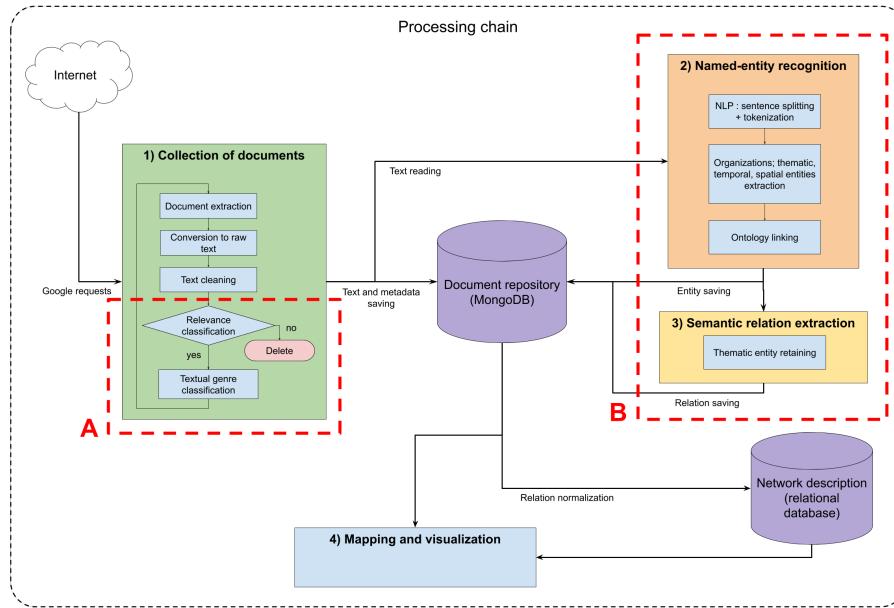 Processing chain
Internet
Google requests
1) Collection of documents
Document extraction
Conversion to raw
text
Text cleaning
Relevance
classification
no
Delete
yes
Textual genre
classification
A
Text reading
Text and metadata
saving
Document repository
(MongoDB)
2) Named-entity recognition
NLP : sentence splitting
+ tokenization
Organizations; thematic,
temporal, spatial entities
extraction
Ontology linking
Entity saving
3) Semantic relation extraction
Thematic entity retaining
B
Relation saving
Relation normalization
Network description
(relational
database)
4) Mapping and visualization